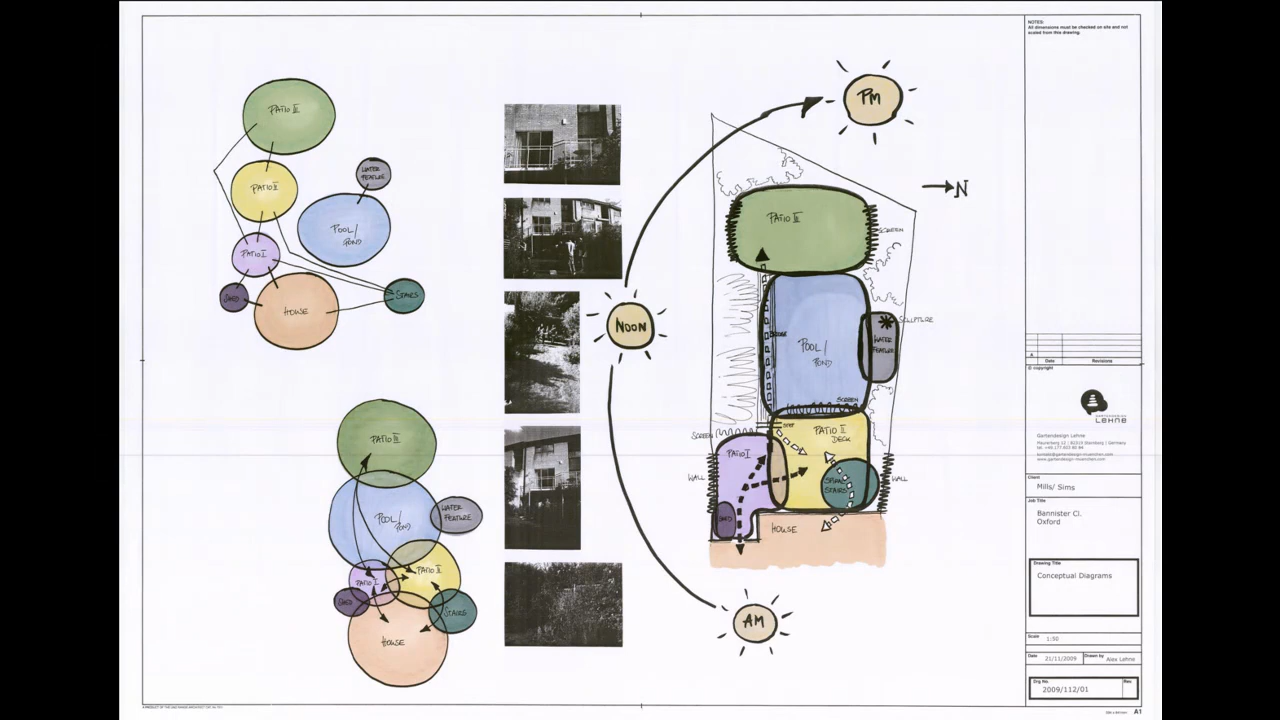 PATIO III
PATIO II
WATER
FEATURE
POOL/
POND
PATIO I
SHED
HOUSE
STAIRS
PATIO III
POOL/
POND
WATER
FEATURE
PATIO I
PATIO II
SHED
STAIRS
HOUSE
PM
NOON
AM
N
PATIO III
SCREEN
SCULPTURE
BRIDGE
POOL/
POND
WATER
FEATURE
SCREEN
STEP
PATIO II
DECK
SCREEN
PATIO I
WALL
SPIRAL
STAIRS
WALL
SHED
HOUSE
NOTES:
All dimensions must be checked on site and not
scaled from this drawing.
A
Date
Revisions
© copyright
GARTENDESIGN
LEHNE
Gartendesign Lehne
Client
Mills/ Sims
Job Title
Bannister Cl.
Oxford
Drawing Title
Conceptual Diagrams
Scale
1:50
Date
21/11/2009
Drawn by
Alex Lehne
Drg No.
2009/112/01
Rev
A1